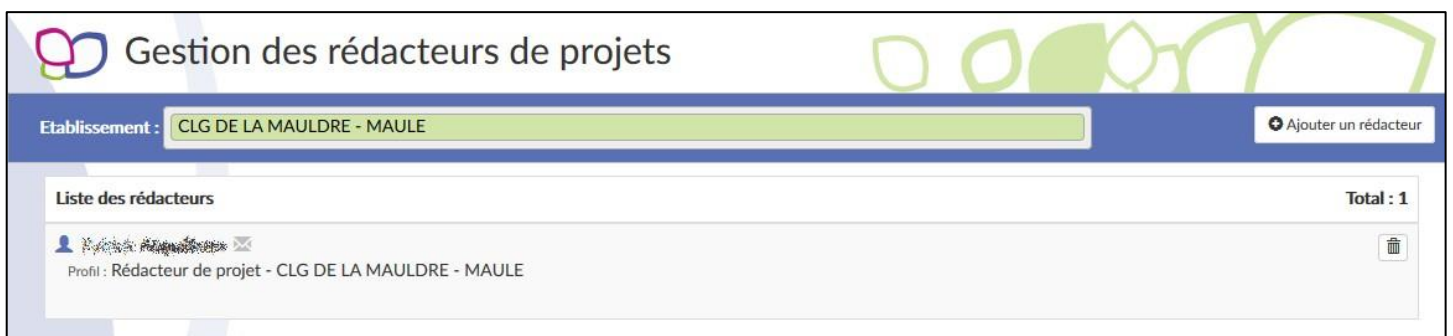 Gestion des rédacteurs de projets
Etablissement : CLG DE LA MAULDRE - MAULE
Ajouter un rédacteur
Liste des rédacteurs
Total : 1
Profil : Rédacteur de projet - CLG DE LA MAULDRE - MAULE